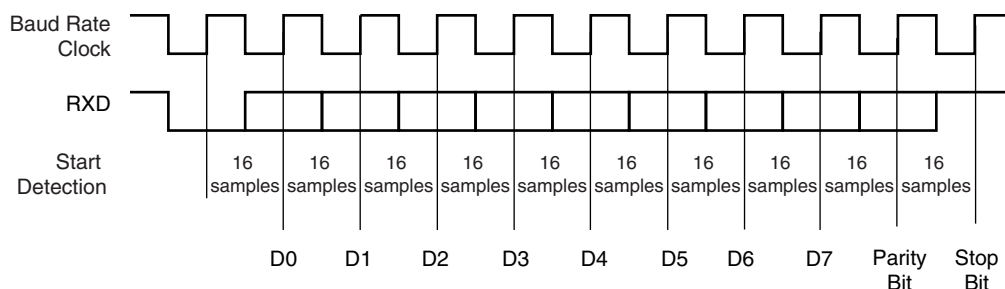 Baud Rate
Clock
RXD
Start
Detection
16 16 16 16 16 16 16 16 16 16
samples samples samples samples samples samples samples samples samples samples
D0 D1 D2 D3 D4 D5 D6 D7 Parity Stop
Bit Bit